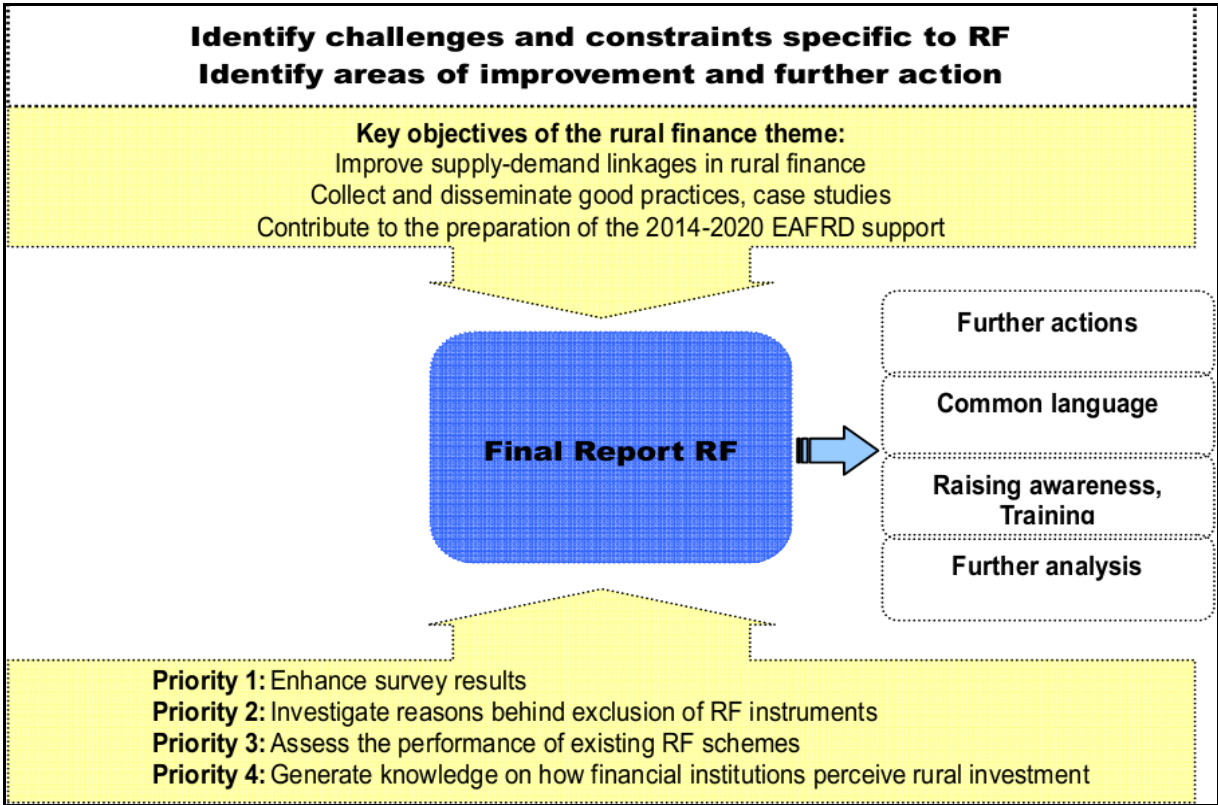 Identify challenges and constraints specific to RF
Identify areas of improvement and further action
Key objectives of the rural finance theme:
Improve supply-demand linkages in rural finance
Collect and disseminate good practices, case studies
Contribute to the preparation of the 2014-2020 EAFRD support
Final Report RF
Further actions
Common language
Raising awareness,
Training
Further analysis
Priority 1: Enhance survey results
Priority 2: Investigate reasons behind exclusion of RF instruments
Priority 3: Assess the performance of existing RF schemes
Priority 4: Generate knowledge on how financial institutions perceive rural investment